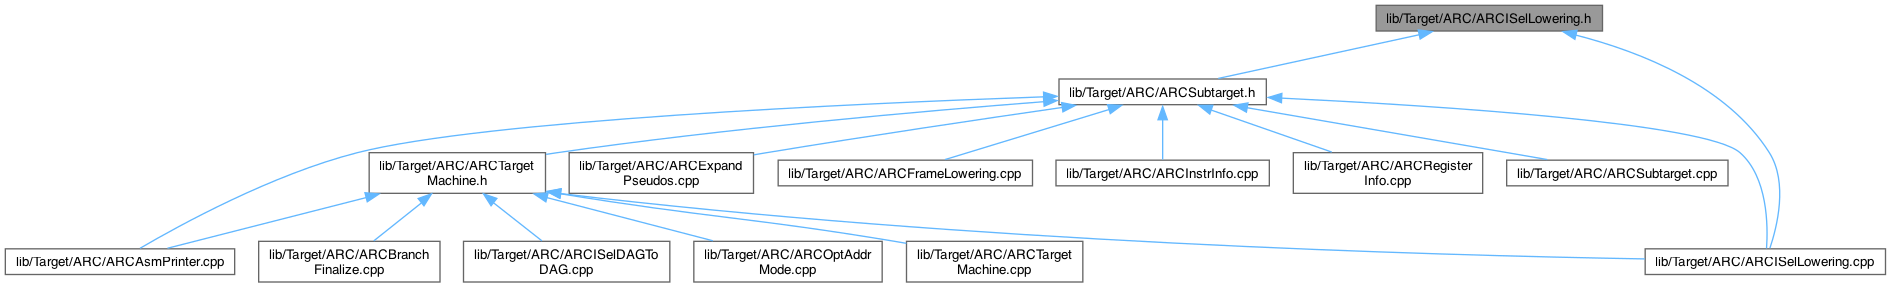 lib/Target/ARC/ARCISelLowering.h
lib/Target/ARC/ARCSubtarget.h
lib/Target/ARC/ARCTarget
Machine.h
lib/Target/ARC/ARCExpand
Pseudos.cpp
lib/Target/ARC/ARCFrameLowering.cpp
lib/Target/ARC/ARCInstrInfo.cpp
lib/Target/ARC/ARCRegister
Info.cpp
lib/Target/ARC/ARCSubtarget.cpp
lib/Target/ARC/ARCAsmPrinter.cpp
lib/Target/ARC/ARCBranch
Finalize.cpp
lib/Target/ARC/ARCISelDAGTo
DAG.cpp
lib/Target/ARC/ARCOptAddr
Mode.cpp
lib/Target/ARC/ARCTarget
Machine.cpp
lib/Target/ARC/ARCISelLowering.cpp